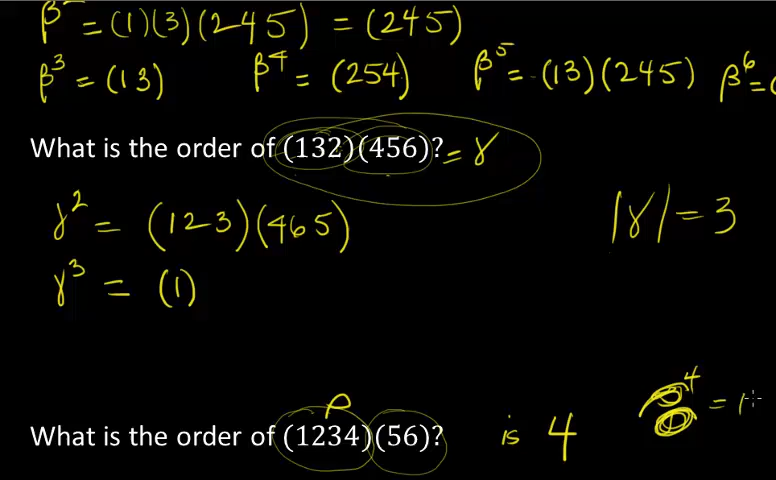 β² = (1)(3)(245) = (245)
β³ = (13) β⁴ = (254) β⁵ = (13)(245) β⁶ =
What is the order of (132)(456)? = γ
γ² = (123)(465) |γ| = 3
γ³ = (1)
What is the order of (1234)(56)? is 4